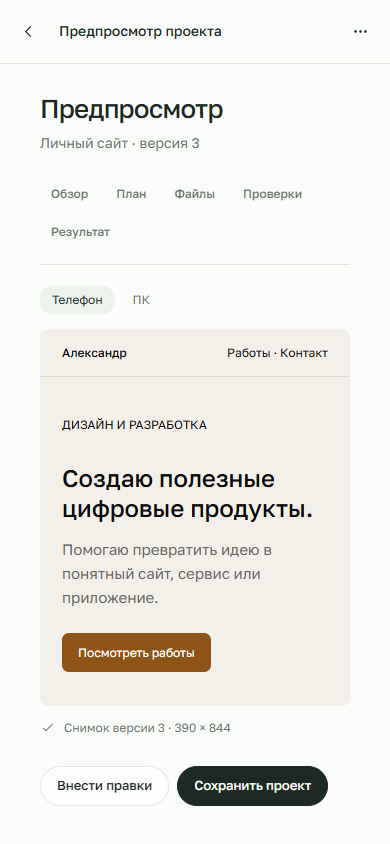 Предпросмотр проекта
Предпросмотр
Личный сайт · версия 3
Обзор План Файлы Проверки
Результат
Телефон ПК
Александр Работы · Контакт
ДИЗАЙН И РАЗРАБОТКА
Создаю полезные
цифровые продукты.
Помогаю превратить идею в
понятный сайт, сервис или
приложение.
Посмотреть работы
Снимок версии 3 · 390 × 844
Внести правки Сохранить проект